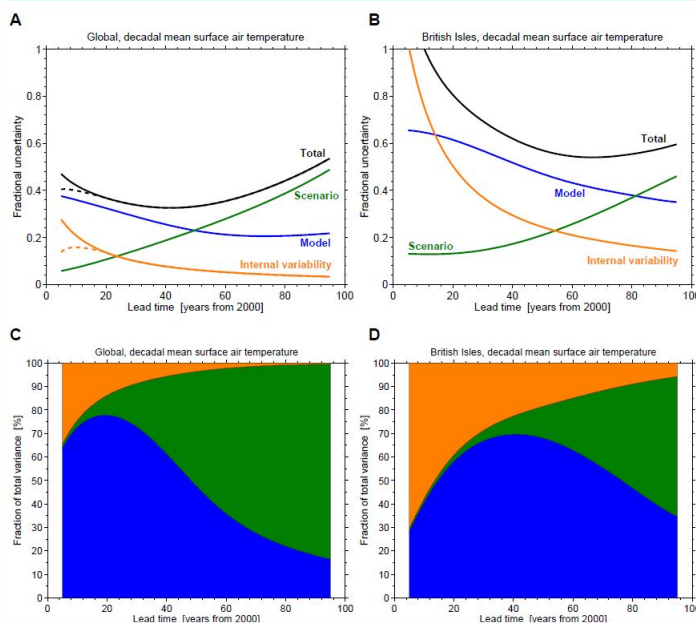 A
Global, decadal mean surface air temperature
1
0.8
0.6
0.4
0.2
0
Fractional uncertainty
Total
Scenario
Model
Internal variability
0 20 40 60 80 100
Lead time [years from 2000]
B
British Isles, decadal mean surface air temperature
1
0.8
0.6
0.4
0.2
0
Fractional uncertainty
Total
Model
Scenario
Internal variability
0 20 40 60 80 100
Lead time [years from 2000]
C
Global, decadal mean surface air temperature
100
90
80
70
60
50
40
30
20
10
0
Fraction of total variance [%]
0 20 40 60 80 100
Lead time [years from 2000]
D
British Isles, decadal mean surface air temperature
100
90
80
70
60
50
40
30
20
10
0
Fraction of total variance [%]
0 20 40 60 80 100
Lead time [years from 2000]